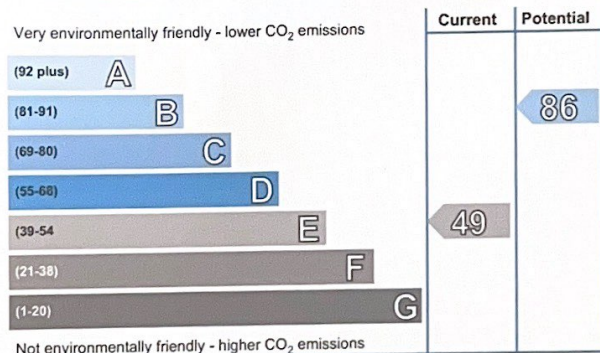 Current Potential
Very environmentally friendly - lower CO₂ emissions
(92 plus) A
(81-91) B
86
(69-80) C
(55-68) D
(39-54 E
49
(21-38) F
(1-20) G
Not environmentally friendly - higher CO₂ emissions